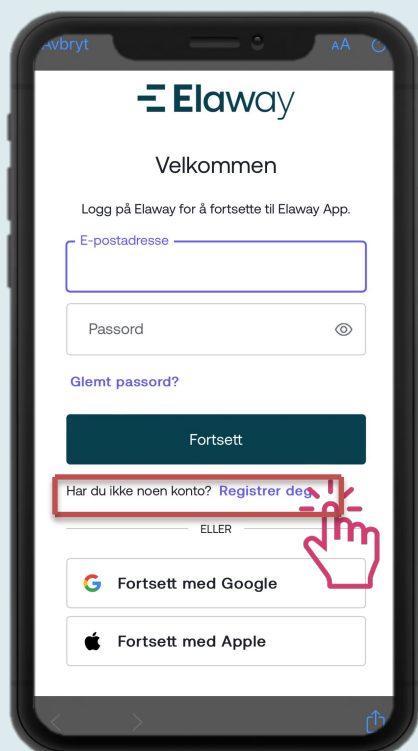 Avbryt
AA
Elaway
Velkommen
Logg på Elaway for å fortsette til Elaway App.
E-postadresse
Passord
Glemt passord?
Fortsett
Har du ikke noen konto? Registrer deg
ELLER
Fortsett med Google
Fortsett med Apple